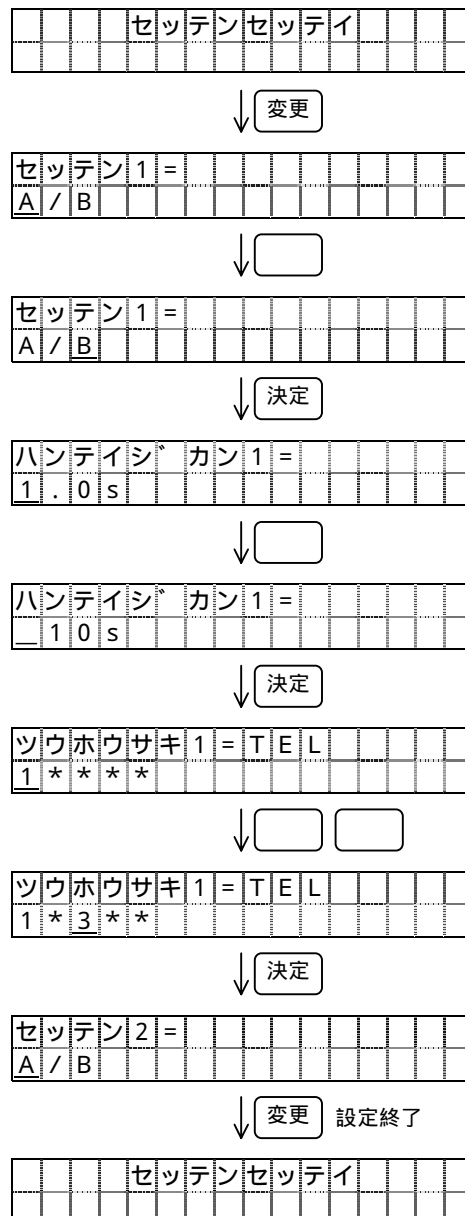 セッテンセッテイ
変更
セッテン1=
A/B
セッテン1=
A/B
決定
ハンテイシ゛カン1=
1.0s
ハンテイシ゛カン1=
_10s
決定
ツウホウサキ1=TEL
1****
ツウホウサキ1=TEL
1*3**
決定
セッテン2=
A/B
変更 設定終了
セッテンセッテイ